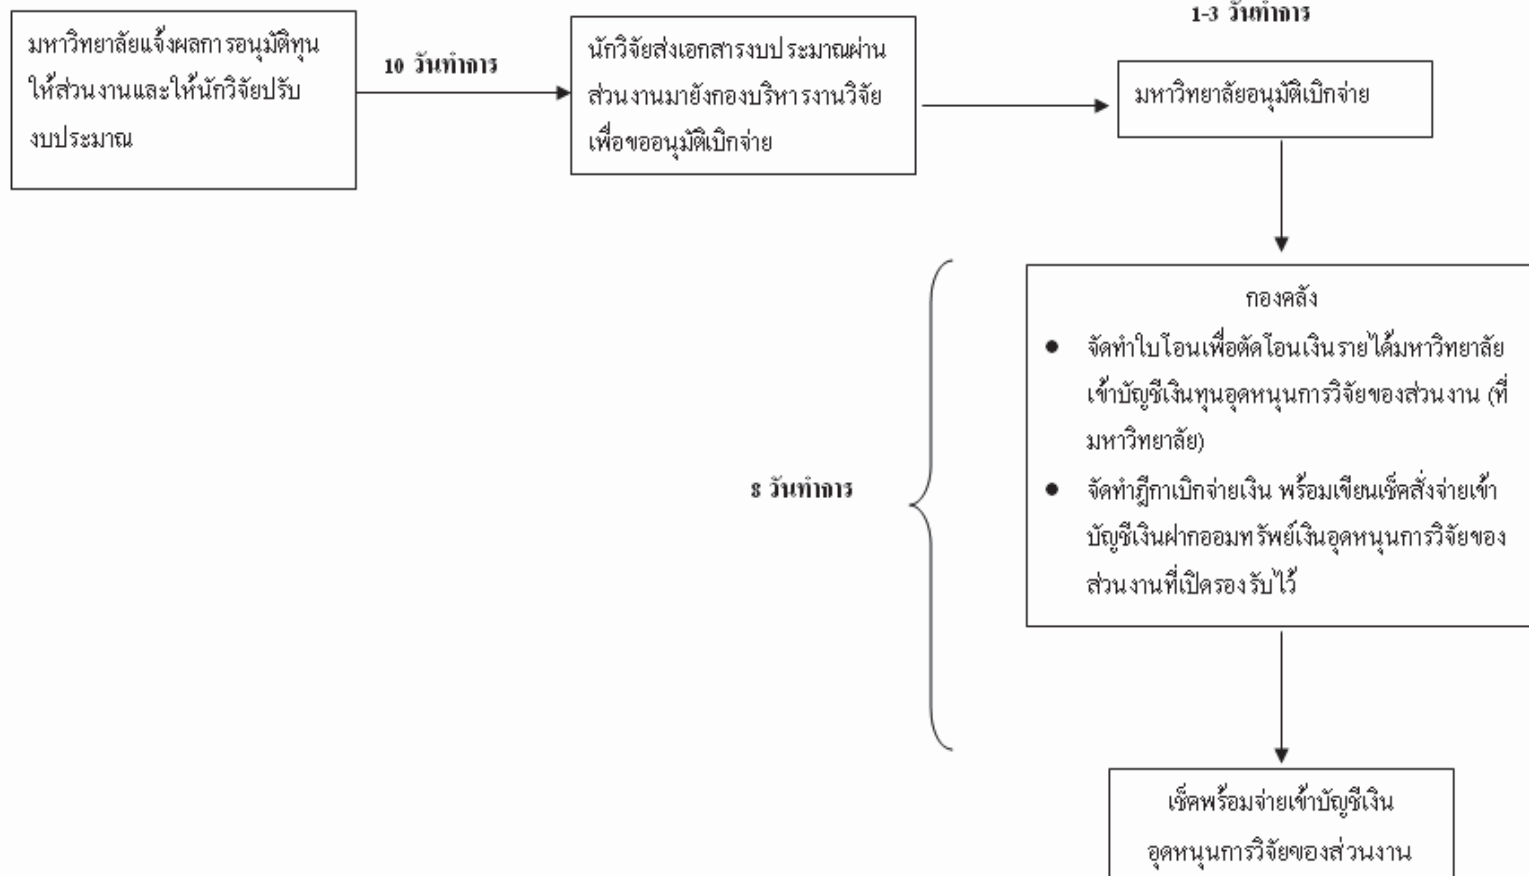 มหาวิทยาลัยแจ้งผลการอนุมัติทุน
ให้ส่วนงานและให้นักวิจัยปรับ
งบประมาณ
10 วันทำการ
นักวิจัยส่งเอกสารงบประมาณผ่าน
ส่วนงานมายังกองบริหารงานวิจัย
เพื่อขออนุมัติเบิกจ่าย
1-3 วันทำการ
มหาวิทยาลัยอนุมัติเบิกจ่าย
กองคลัง
● จัดทำใบโอนเพื่อตัดโอนเงินรายได้มหาวิทยาลัย
เข้าบัญชีเงินทุนอุดหนุนการวิจัยของส่วนงาน (ที่
มหาวิทยาลัย)
● จัดทำฎีกาเบิกจ่ายเงิน พร้อมเขียนเช็คสั่งจ่ายเข้า
บัญชีเงินฝากออมทรัพย์เงินอุดหนุนการวิจัยของ
ส่วนงานที่เปิดรองรับไว้
8 วันทำการ
เช็คพร้อมจ่ายเข้าบัญชีเงิน
อุดหนุนการวิจัยของส่วนงาน